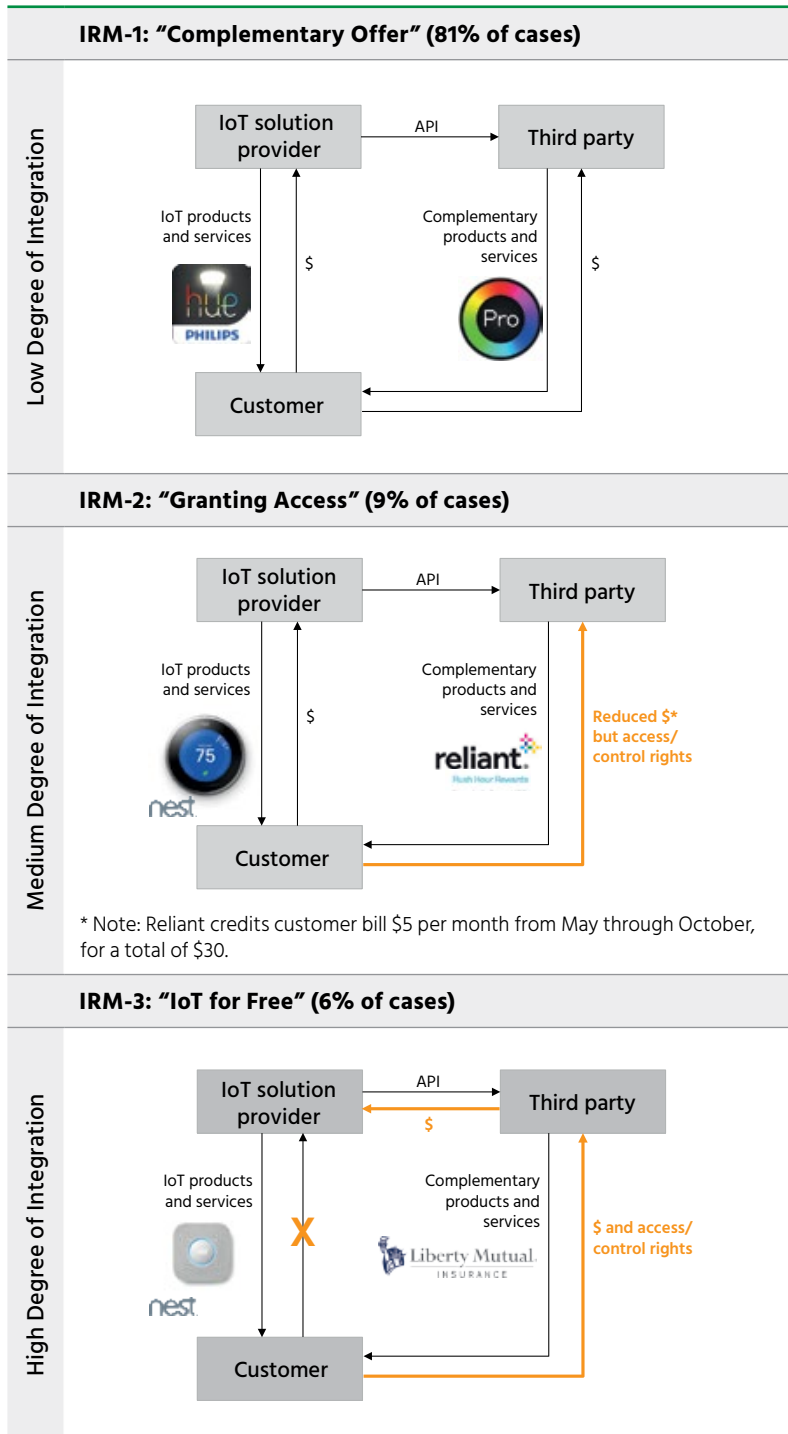 IRM-1: “Complementary Offer” (81% of cases)
Low Degree of Integration
IoT solution
provider
API
Third party
IoT products
and services
$
Complementary
products and
services
$
hue
PHILIPS
Pro
Customer
IRM-2: “Granting Access” (9% of cases)
Medium Degree of Integration
IoT solution
provider
API
Third party
IoT products
and services
$
Complementary
products and
services
Reduced $*
but access/
control rights
75
nest
reliant
Rush Hour Rewards
Customer
* Note: Reliant credits customer bill $5 per month from May through October,
for a total of $30.
IRM-3: “IoT for Free” (6% of cases)
High Degree of Integration
IoT solution
provider
API
$
Third party
IoT products
and services
X
Complementary
products and
services
$ and access/
control rights
nest
Liberty Mutual.
INSURANCE
Customer